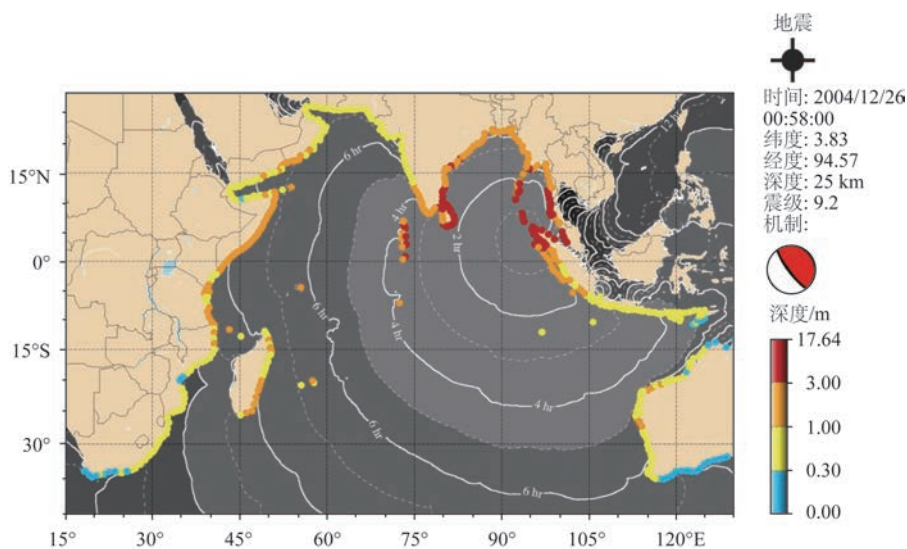 地震
时间: 2004/12/26
00:58:00
纬度: 3.83
经度: 94.57
深度: 25 km
震级: 9.2
机制:
深度/m
17.64
3.00
1.00
0.30
0.00
15°N
0°
15°S
30°
15°
30°
45°
60°
75°
90°
105°
120°E
6 hr
4 hr
2 hr
4 hr
4 hr
6 hr
6 hr
6 hr
12